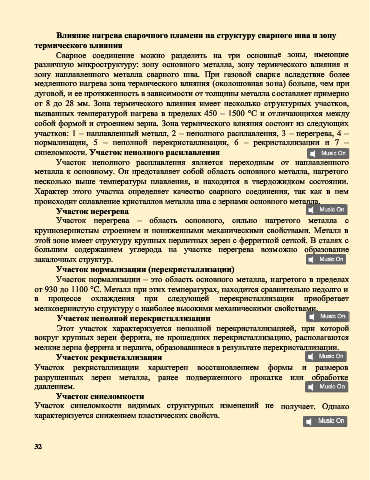 Влияние нагрева сварочного пламени на структуру сварного шва и зону
термического влияния
Сварное соединение можно разделить на три основные зоны, имеющие
различную микроструктуру: зону основного металла, зону термического влияния и
зону наплавленного металла сварного шва. При газовой сварке вследствие более
медленного нагрева зона термического влияния (околошовная зона) больше, чем при
дуговой, и ее протяженность в зависимости от толщины металла составляет примерно
от 8 до 28 мм. Зона термического влияния имеет несколько структурных участков,
вызванных температурой нагрева в пределах 450 – 1500 °С и отличающихся между
собой формой и строением зерна. Зона термического влияния состоит из следующих
участков: 1 – наплавленный металл, 2 – неполного расплавления, 3 – перегрева, 4 –
нормализации, 5 – неполной перекристаллизации, 6 – рекристаллизации и 7 –
синеломкости. Участок неполного расплавления Music On
Участок неполного расплавления является переходным от наплавленного
металла к основному. Он представляет собой область основного металла, нагретого
несколько выше температуры плавления, и находится в твердожидком состоянии.
Характер этого участка определяет качество сварного соединения, так как в нем
происходит сплавление кристаллов металла шва с зернами основного металла.
Участок перегрева Music On
Участок перегрева – область основного, сильно нагретого металла с
крупнозернистым строением и пониженными механическими свойствами. Металл в
этой зоне имеет структуру крупных перлитных зерен с ферритной сеткой. В сталях с
большим содержанием углерода на участке перегрева возможно образование
закалочных структур. Music On
Участок нормализации (перекристаллизации)
Участок нормализации – это область основного металла, нагретого в пределах
от 930 до 1100 °С. Металл при этих температурах, находится сравнительно недолго и
в процессе охлаждения при следующей перекристаллизации приобретает
мелкозернистую структуру с наиболее высокими механическими свойствами.
Участок неполной перекристаллизации Music On
Этот участок характеризуется неполной перекристаллизацией, при которой
вокруг крупных зерен феррита, не прошедших перекристаллизацию, располагаются
мелкие зерна феррита и перлита, образовавшиеся в результате перекристаллизации.
Участок рекристаллизации Music On
Участок рекристаллизации характерен восстановлением формы и размеров
разрушенных зерен металла, ранее подверженного прокатке или обработке
давлением. Music On
Участок синеломкости
Участок синеломкости видимых структурных изменений не получает. Однако
характеризуется снижением пластических свойств.
Music On
32